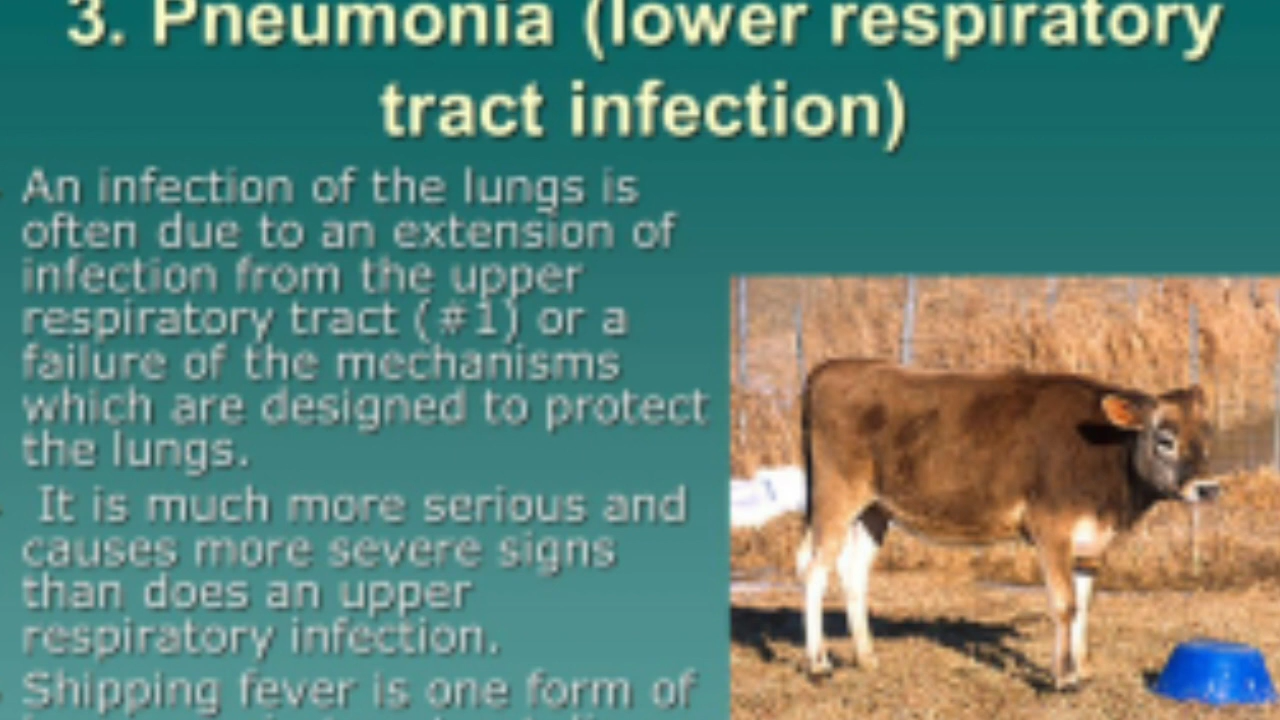 3. Pneumonia (lower respiratory
tract infection)
An infection of the lungs is
often due to an extension of
infection from the upper
respiratory tract (#1) or a
failure of the mechanisms
which are designed to protect
the lungs.
It is much more serious and
causes more severe signs
than does an upper
respiratory infection.
Shipping fever is one form of